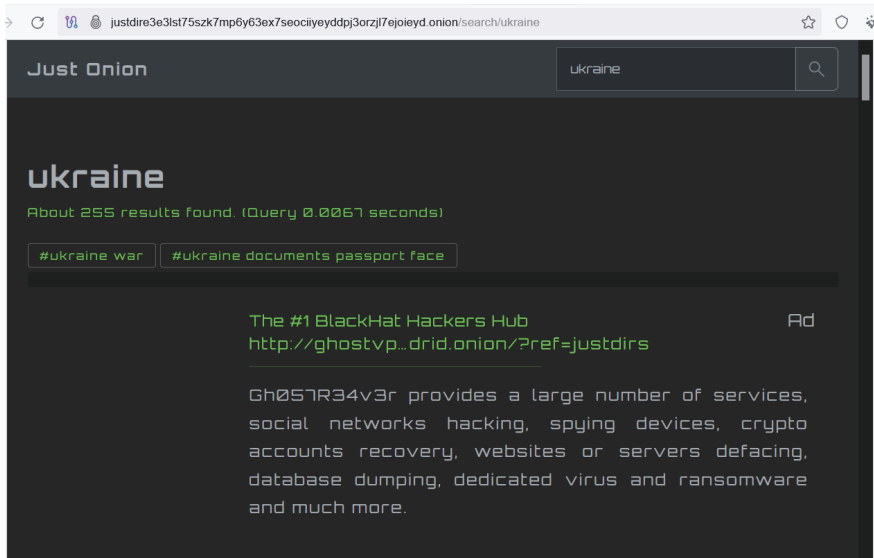 justdire3e3lst75szk7mp6y63ex7seociiyeyddpj3orzjl7ejoieyd.onion/search/ukraine
Just Onion
ukraine
ukraine
About 255 results found. (Query 0.0067 seconds)
#ukraine war #ukraine documents passport face
The #1 BlackHat Hackers Hub Ad
http://ghostvp...drid.onion/?ref=justdirs
Gh057R34v3r provides a large number of services,
social networks hacking, spying devices, crypto
accounts recovery, websites or servers defacing,
database dumping, dedicated virus and ransomware
and much more.